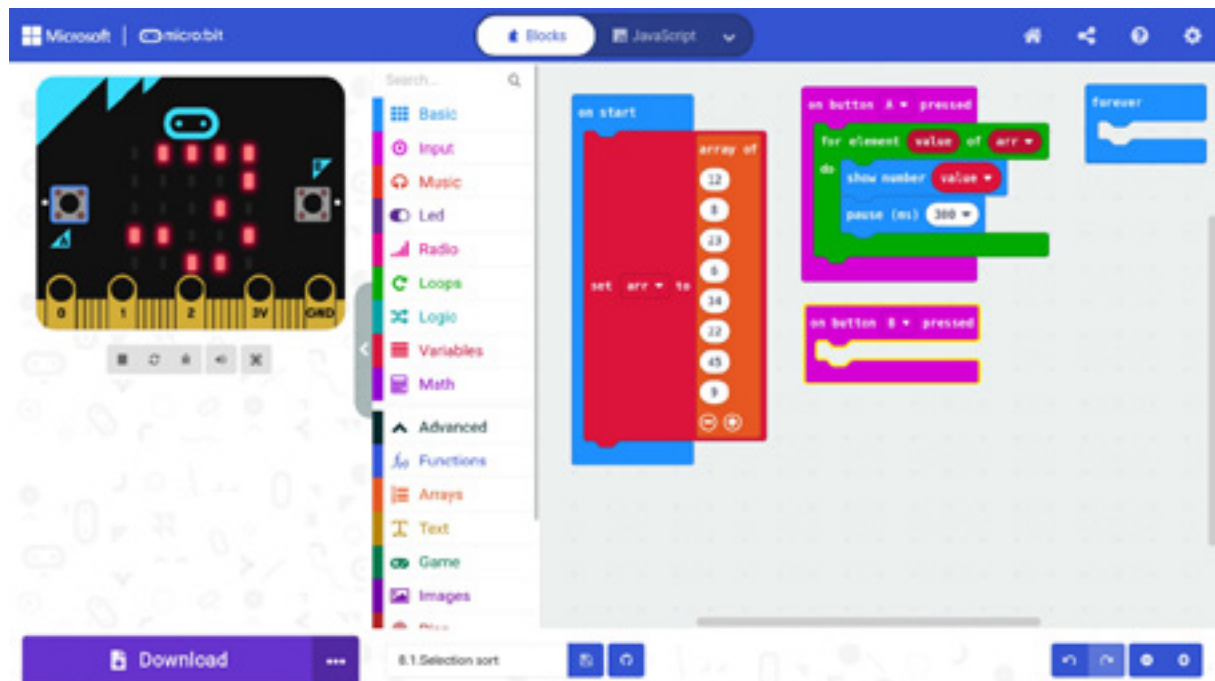 Microsoft | micro:bit
Blocks
JavaScript
0 1 2 3V GND
A
B
Search...
Basic
Input
Music
Led
Radio
Loops
Logic
Variables
Math
Advanced
Functions
Arrays
Text
Game
Images
on start
set arr to
array of
12
8
23
6
22
45
9
on button A pressed
for element value of arr
do
show number value
pause (ms) 300
on button B pressed
forever
Download
8.1.Selection sort